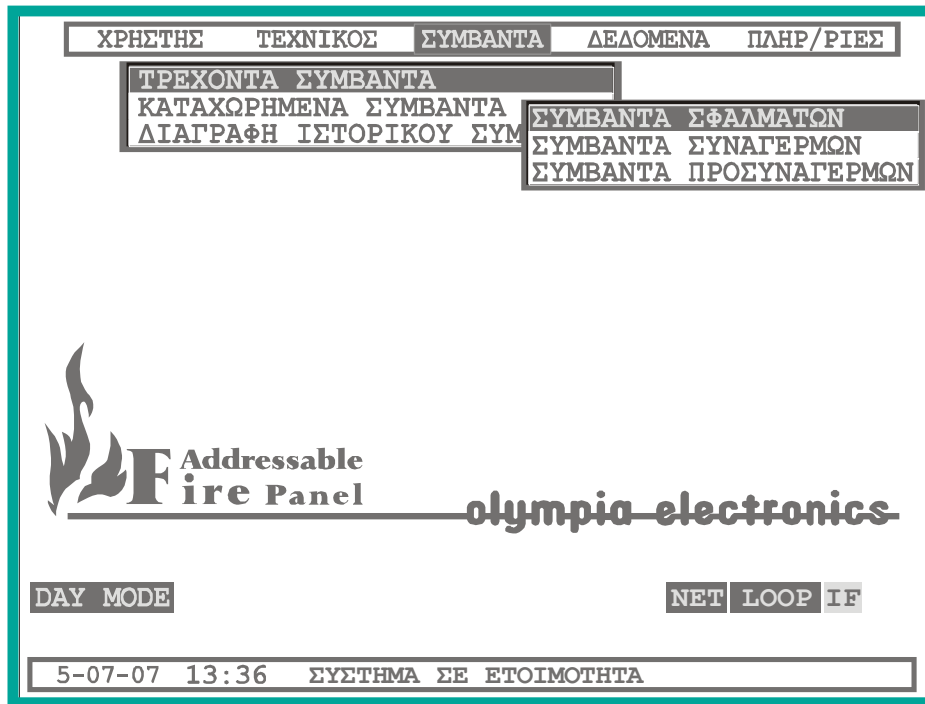 ΧΡΗΣΤΗΣ ΤΕΧΝΙΚΟΣ ΣΥΜΒΑΝΤΑ ΔΕΔΟΜΕΝΑ ΠΛΗΡ/ΡΙΕΣ
ΤΡΕΧΟΝΤΑ ΣΥΜΒΑΝΤΑ
ΚΑΤΑΧΩΡΗΜΕΝΑ ΣΥΜΒΑΝΤΑ
ΔΙΑΓΡΑΦΗ ΙΣΤΟΡΙΚΟΥ ΣΥΜ
ΣΥΜΒΑΝΤΑ ΣΦΑΛΜΑΤΩΝ
ΣΥΜΒΑΝΤΑ ΣΥΝΑΓΕΡΜΩΝ
ΣΥΜΒΑΝΤΑ ΠΡΟΣΥΝΑΓΕΡΜΩΝ
Addressable
Fire Panel
olympia electronics
DAY MODE NET LOOP IF
5-07-07 13:36 ΣΥΣΤΗΜΑ ΣΕ ΕΤΟΙΜΟΤΗΤΑ